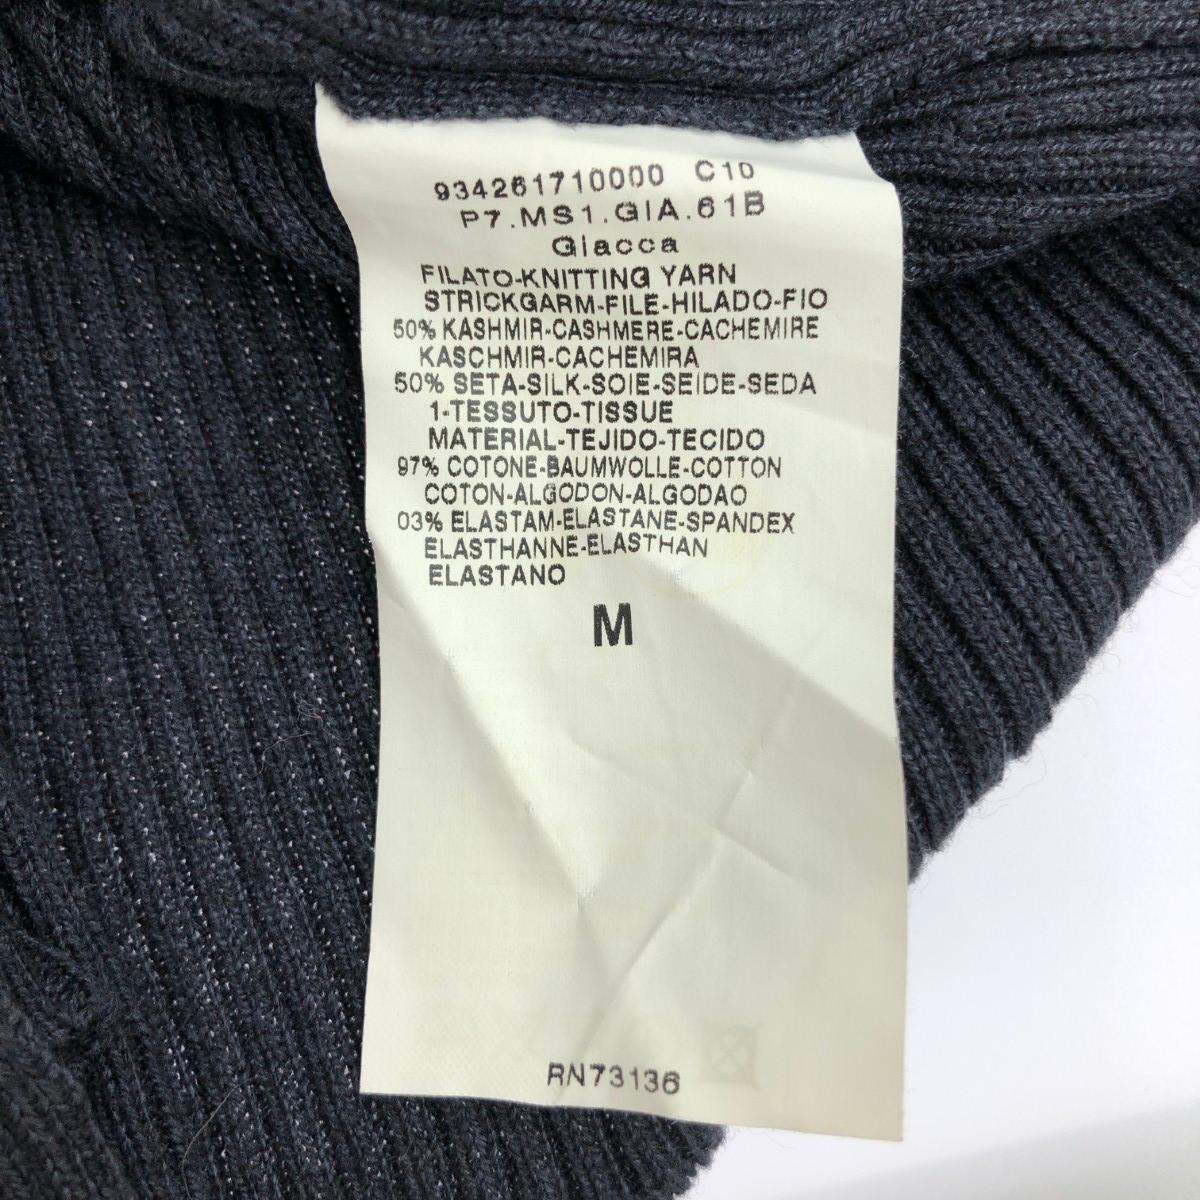 934261710000 C10
P7.MS1.GIA.61B
Giacca
FILATO-KNITTING YARN
STRICKGARM-FILE-HILADO-FIO
50% KASHMIR-CASHMERE-CACHEMIRE
KASCHMIR-CACHEMIRA
50% SETA-SILK-SOIE-SEIDE-SEDA
1-TESSUTO-TISSUE
MATERIAL-TEJIDO-TECIDO
97% COTONE-BAUMWOLLE-COTTON
COTON-ALGODON-ALGODAO
03% ELASTAM-ELASTANE-SPANDEX
ELASTHANNE-ELASTHAN
ELASTANO
M
RN73136